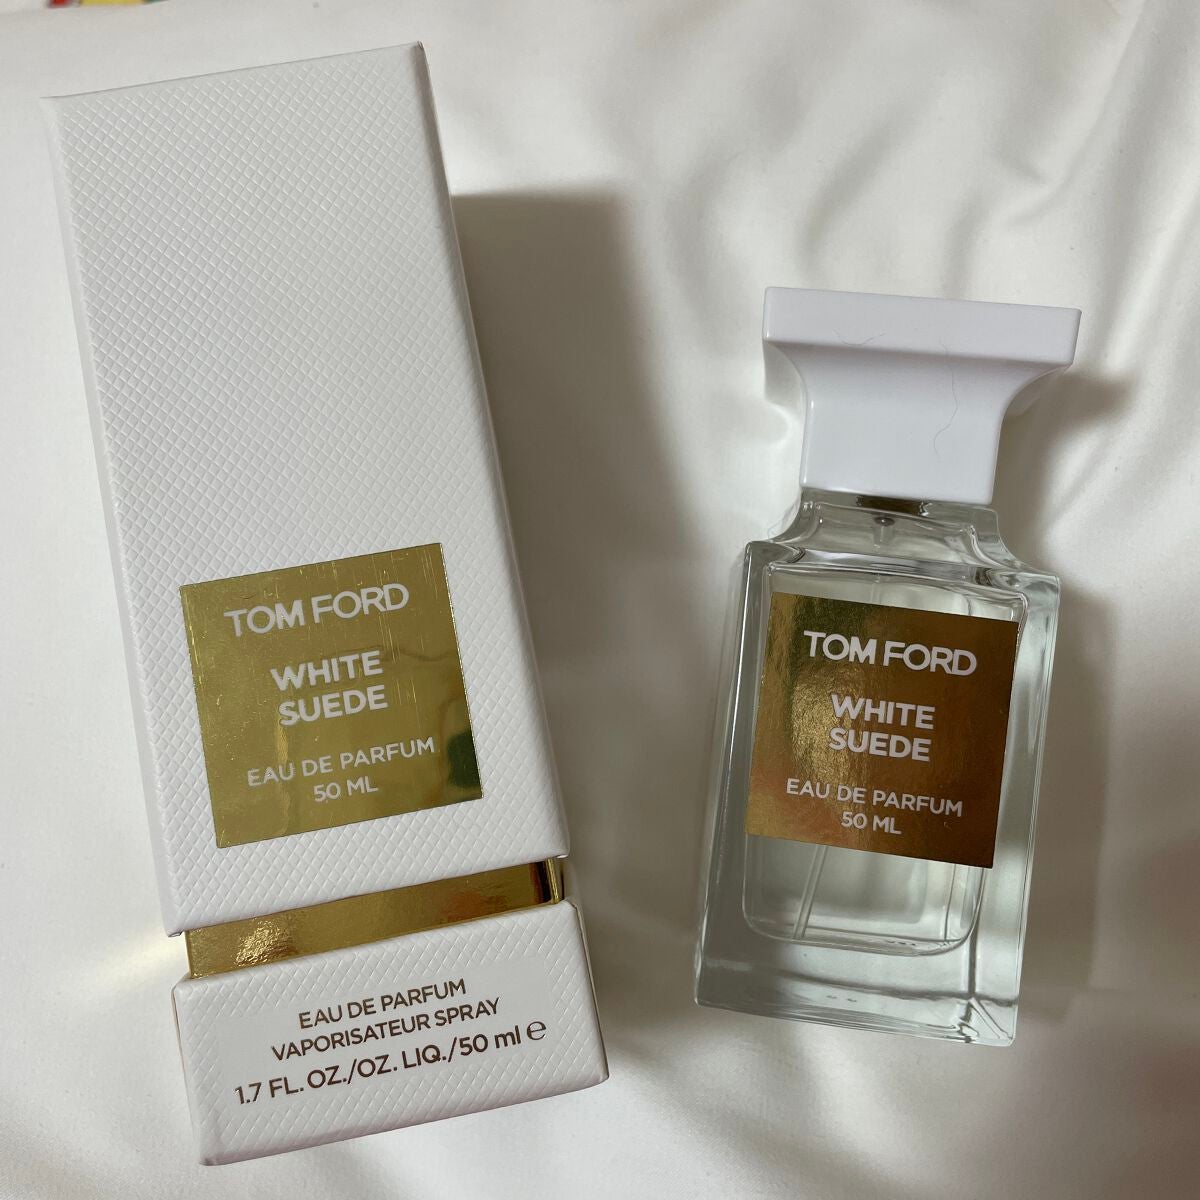 TOM FORD
WHITE
SUEDE
EAU DE PARFUM
50 ML
EAU DE PARFUM
VAPORISATEUR SPRAY
1.7 FL. OZ./OZ. LIQ./50 ml ℮
TOM FORD
WHITE
SUEDE
EAU DE PARFUM
50 ML